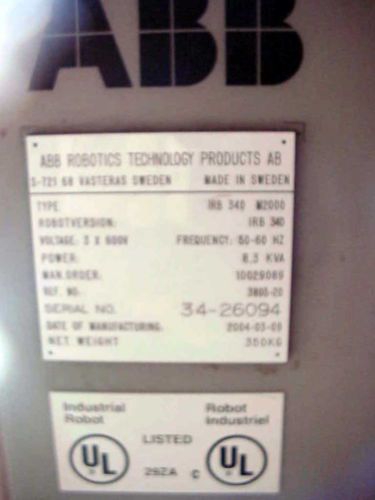 ABB
ABB ROBOTICS TECHNOLOGY PRODUCTS AB
S-721 68 VASTERAS SWEDEN MADE IN SWEDEN
TYPE: IRB 340 M2000
ROBOTVERSION: IRB 340
VOLTAGE: 3 X 600V FREQUENCY: 50-60 HZ
POWER: 8.3 KVA
MAN.ORDER: 10029089
REF. NO. 3865-20
SERIAL NO. 34-26094
DATE OF MANUFACTURING: 2004-03-08
NET WEIGHT 350KG
Industrial Robot
Robot Industriel
UL LISTED C UL
292A